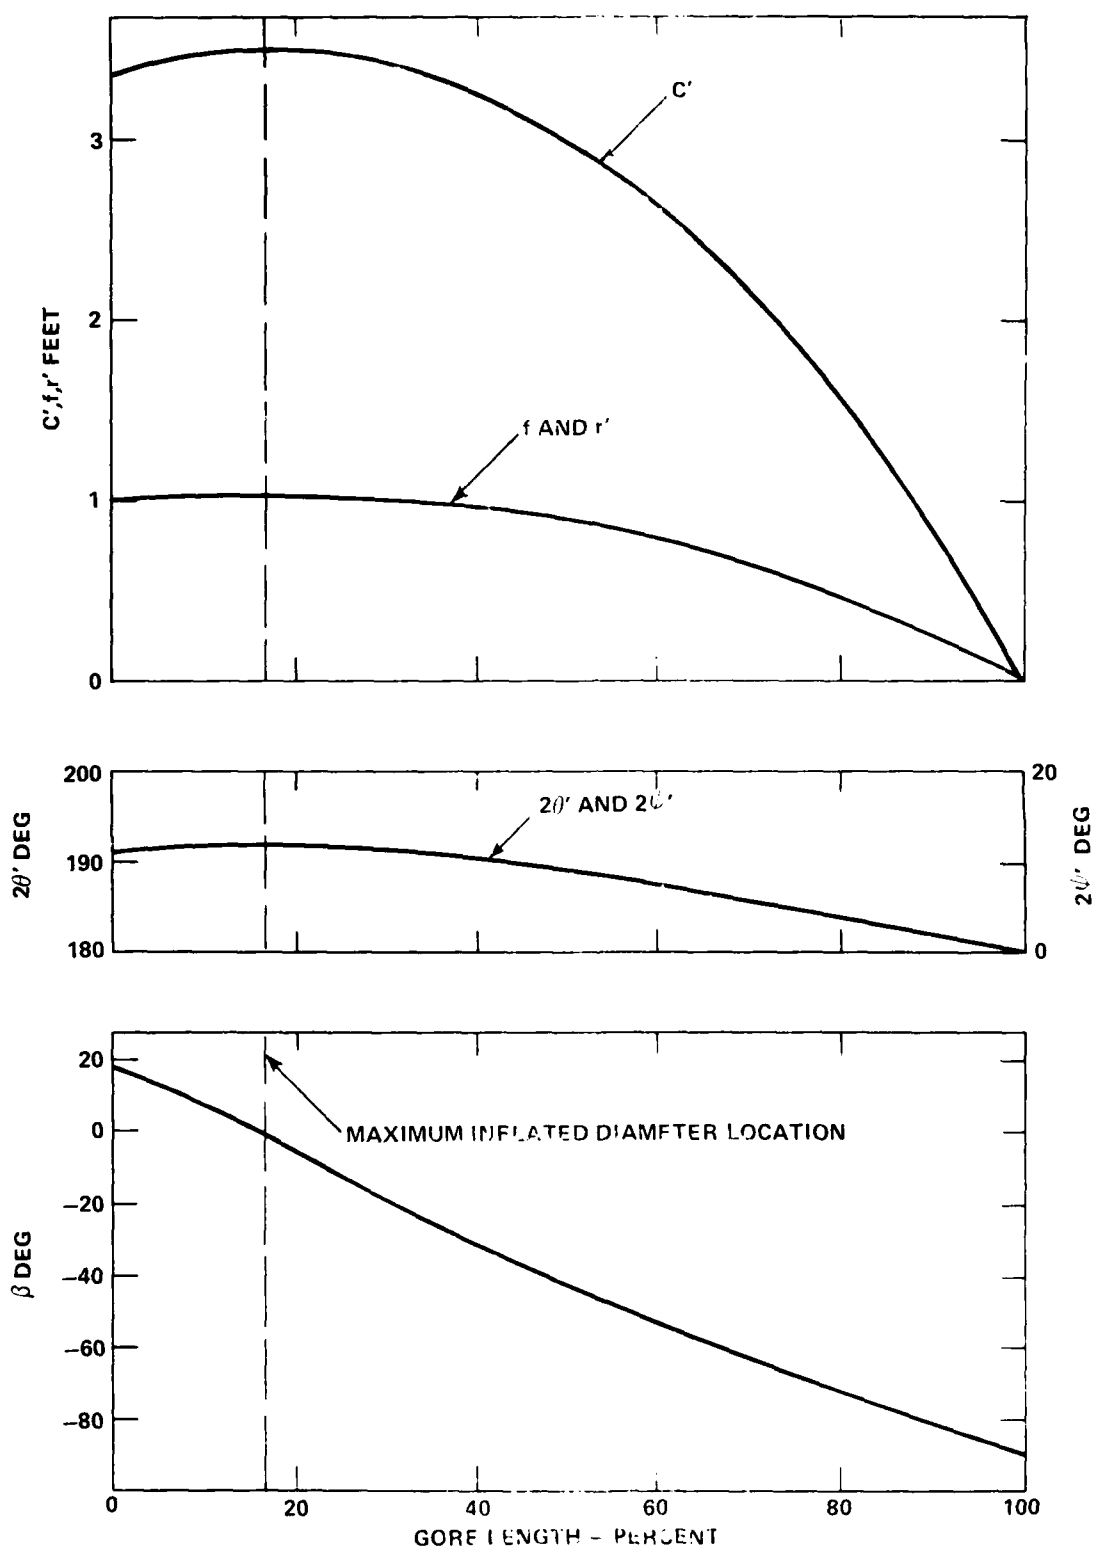 C'
3
2
C',f,r' FEET
f AND r'
1
0
200
20
2θ' AND 2ψ'
2θ' DEG
190
2ψ' DEG
180
0
20
0
MAXIMUM INFLATED DIAMETER LOCATION
−20
β DEG
−40
−60
−80
0
20
40
60
80
100
GORE LENGTH – PERCENT